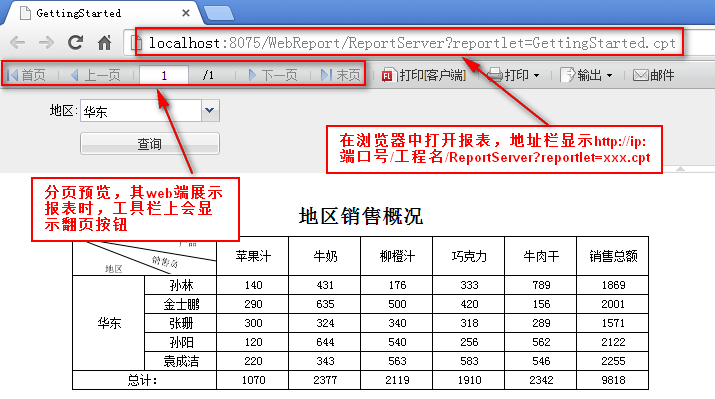 GettingStarted
localhost:8075/WebReport/ReportServer?reportlet=GettingStarted.cpt
首页 上一页 1 /1 下一页 末页 打印[客户端] 打印 输出 邮件
地区: 华东
查询
在浏览器中打开报表，地址栏显示http://ip:
端口号/工程名/ReportServer?reportlet=xxx.cpt
分页预览，其web端展示
报表时，工具栏上会显
示翻页按钮
地区销售概况
产品
销售员
地区
苹果汁 牛奶 柳橙汁 巧克力 牛肉干 销售总额
华东
孙林 140 431 176 333 789 1869
金士鹏 290 635 500 420 156 2001
张珊 300 324 340 318 289 1571
孙阳 120 644 540 256 562 2122
袁成洁 220 343 563 583 546 2255
总计: 1070 2377 2119 1910 2342 9818